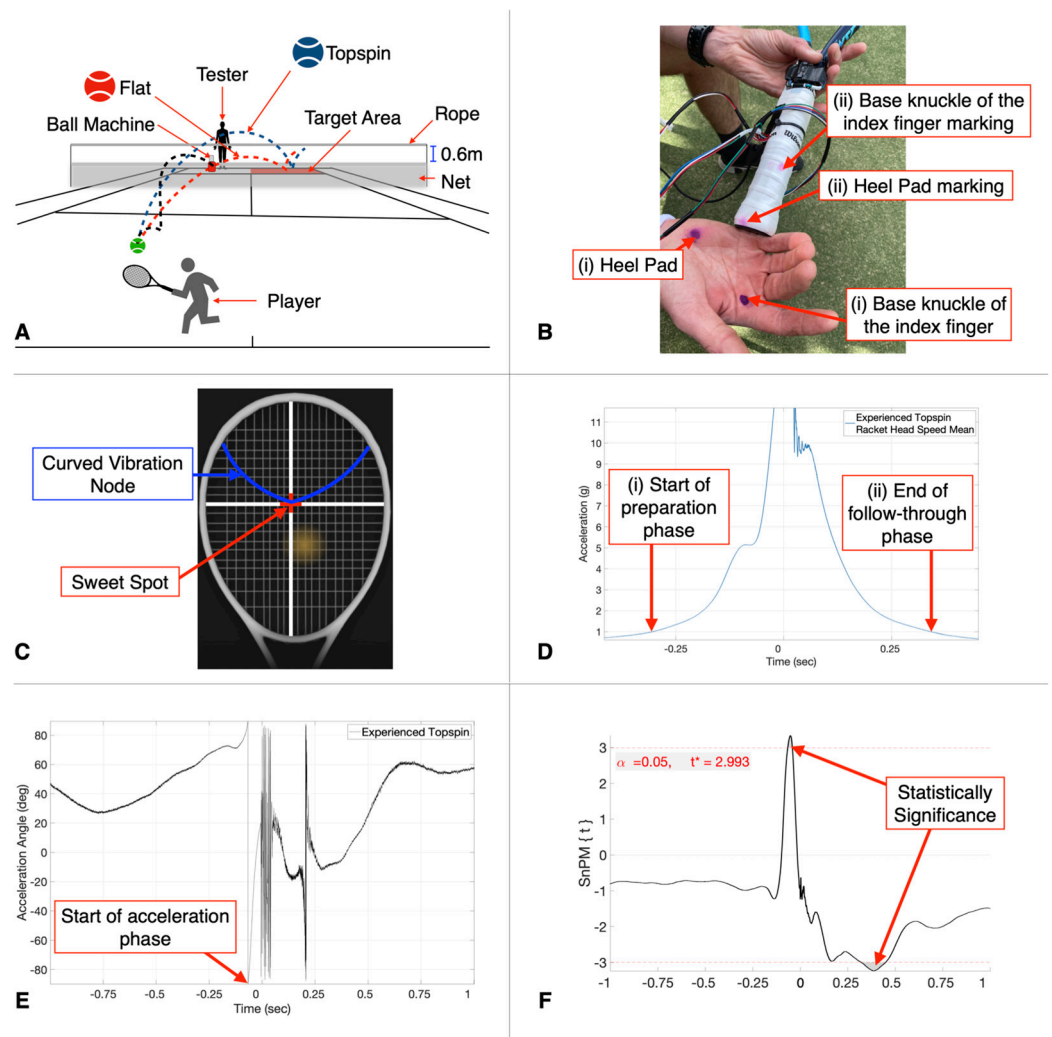 Flat
Tester
Topspin
Ball Machine
Target Area
Rope
0.6m
Net
Player
A
(ii) Base knuckle of the
index finger marking
(ii) Heel Pad marking
(i) Heel Pad
(i) Base knuckle of
the index finger
Wilson
B
Curved Vibration
Node
Sweet Spot
C
Experienced Topspin
Racket Head Speed Mean
(i) Start of
preparation
phase
(ii) End of
follow-through
phase
Acceleration (g)
11
10
9
8
7
6
5
4
3
2
1
-0.25
0
0.25
Time (sec)
D
Experienced Topspin
Acceleration Angle (deg)
80
60
40
20
0
-20
-40
-60
-80
Start of acceleration
phase
-0.75
-0.5
-0.25
0
0.25
0.5
0.75
1
Time (sec)
E
α =0.05, t* = 2.993
Statistically
Significance
SnPM { t }
3
2
1
0
-1
-2
-3
-1
-0.75
-0.5
-0.25
0
0.25
0.50
0.75
1
F